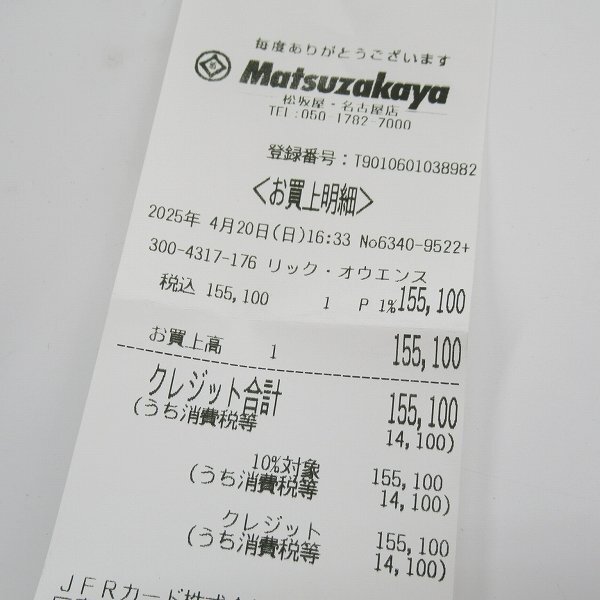 毎度ありがとうございます
Matsuzakaya
松坂屋・名古屋店
TEL:050-1782-7000
登録番号:T9010601038982
<お買上明細>
2025年 4月20日(日)16:33 No6340-9522+
300-4317-176 リック・オウエンス
税込 155,100 1 P 1% 155,100
お買上高 1 155,100
クレジット合計 155,100
(うち消費税等 14,100)
10%対象 155,100
(うち消費税等 14,100)
クレジット 155,100
(うち消費税等 14,100)
JFRカード株式会